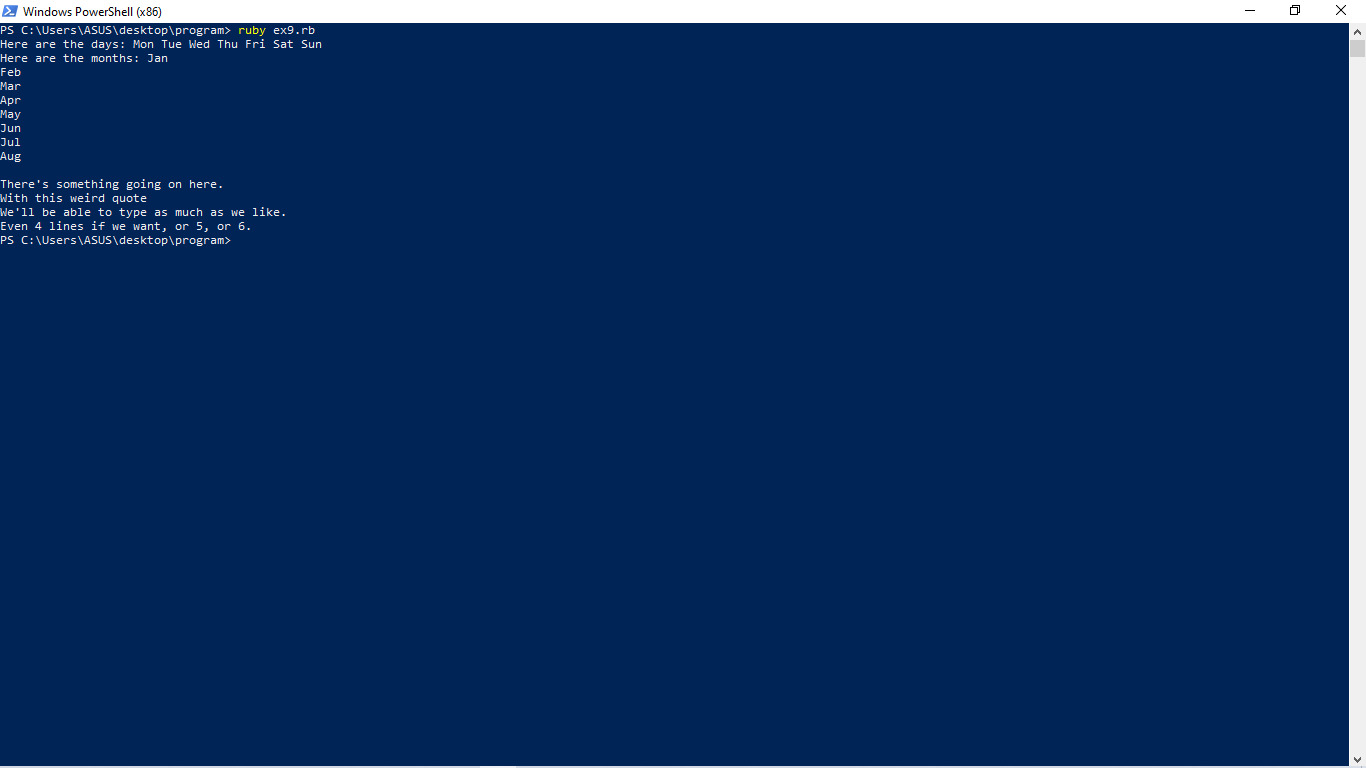 Windows PowerShell (x86)
PS C:\Users\ASUS\desktop\program> ruby ex9.rb
Here are the days: Mon Tue Wed Thu Fri Sat Sun
Here are the months: Jan
Feb
Mar
Apr
May
Jun
Jul
Aug
There's something going on here.
With this weird quote
We'll be able to type as much as we like.
Even 4 lines if we want, or 5, or 6.
PS C:\Users\ASUS\desktop\program>